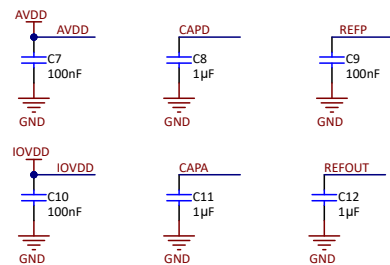 AVDD
AVDD CAPD REFP
C7 C8 C9
100nF 1µF 100nF
GND GND GND
IOVDD
IOVDD CAPA REFOUT
C10 C11 C12
100nF 1µF 1µF
GND GND GND